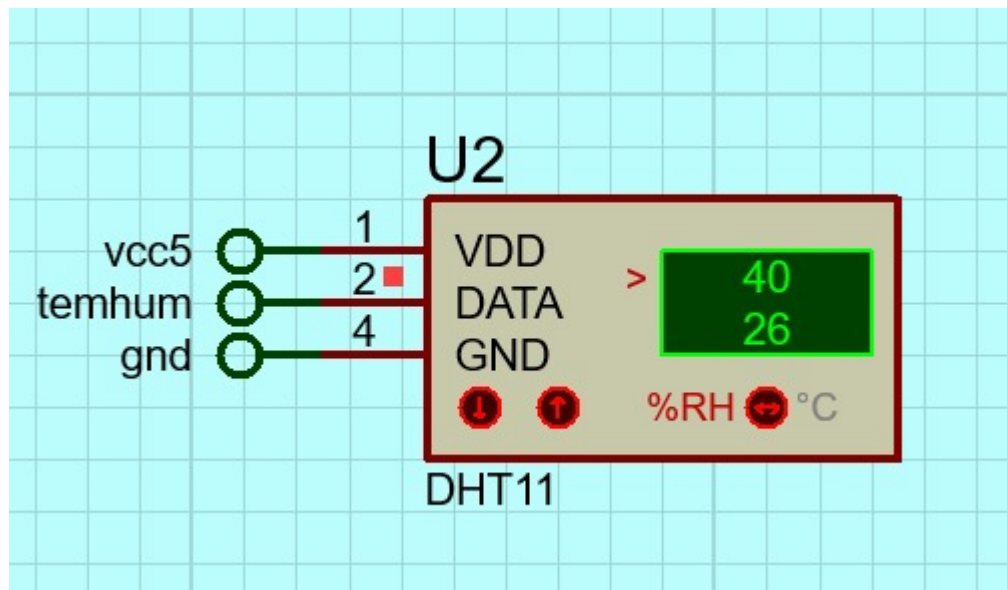 U2
vcc5 1 VDD > 40
temhum 2 DATA 26
gnd 4 GND
%RH °C
DHT11